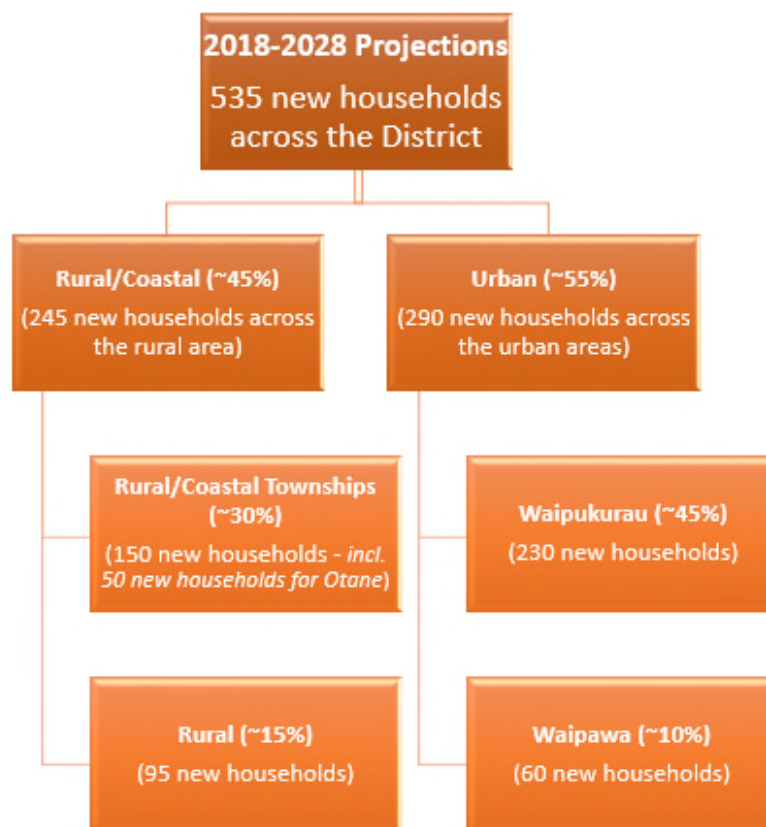 2018-2028 Projections
535 new households
across the District
Rural/Coastal (~45%)
(245 new households across
the rural area)
Urban (~55%)
(290 new households across
the urban areas)
Rural/Coastal Townships
(~30%)
(150 new households - incl.
50 new households for Otane)
Waipukurau (~45%)
(230 new households)
Rural (~15%)
(95 new households)
Waipawa (~10%)
(60 new households)